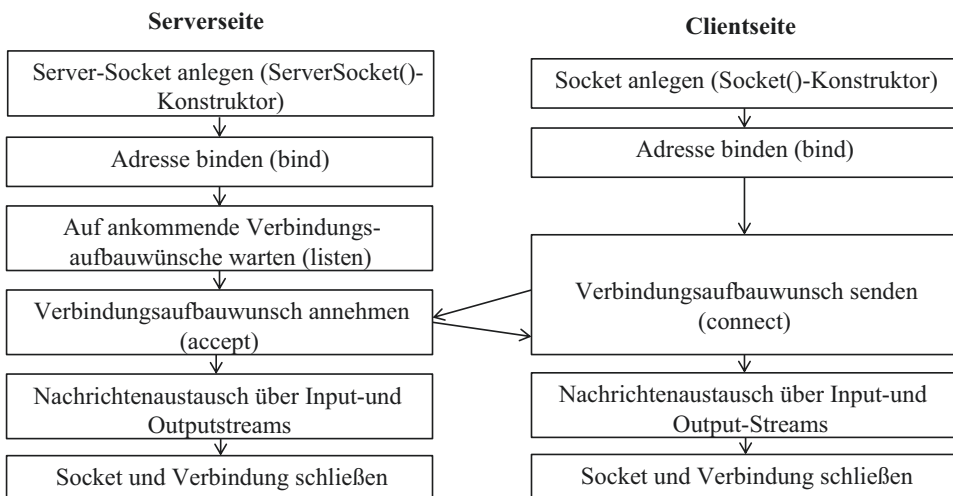 Serverseite
Server-Socket anlegen (ServerSocket()-
Konstruktor)
Adresse binden (bind)
Auf ankommende Verbindungs-
aufbauwünsche warten (listen)
Verbindungsaufbauwunsch annehmen
(accept)
Nachrichtenaustausch über Input-und
Outputstreams
Socket und Verbindung schließen
Clientseite
Socket anlegen (Socket()-Konstruktor)
Adresse binden (bind)
Verbindungsaufbauwunsch senden
(connect)
Nachrichtenaustausch über Input-und
Output-Streams
Socket und Verbindung schließen